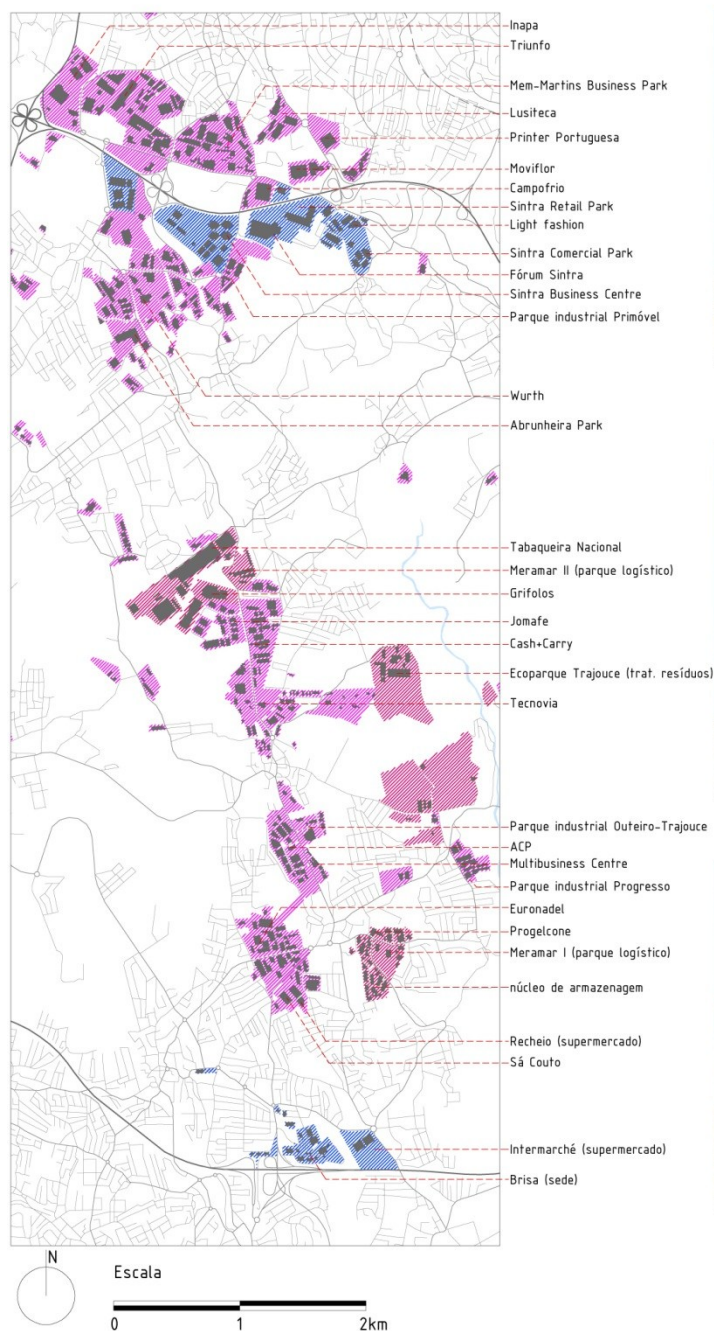 Inapa
Triunfo
Mem-Martins Business Park
Lusiteca
Printer Portuguesa
Moviflor
Campofrio
Sintra Retail Park
Light fashion
Sintra Comercial Park
Fórum Sintra
Sintra Business Centre
Parque industrial Primóvel
Wurth
Abrunheira Park
Tabaqueira Nacional
Meramar II (parque logístico)
Grifolos
Jomafe
Cash+Carry
Ecoparque Trajouce (trat. resíduos)
Tecnovia
Parque industrial Outeiro-Trajouce
ACP
Multibusiness Centre
Parque industrial Progresso
Euronadel
Progelcone
Meramar I (parque logístico)
núcleo de armazenagem
Recheio (supermercado)
Sá Couto
Intermarché (supermercado)
Brisa (sede)
N
Escala
0 1 2km